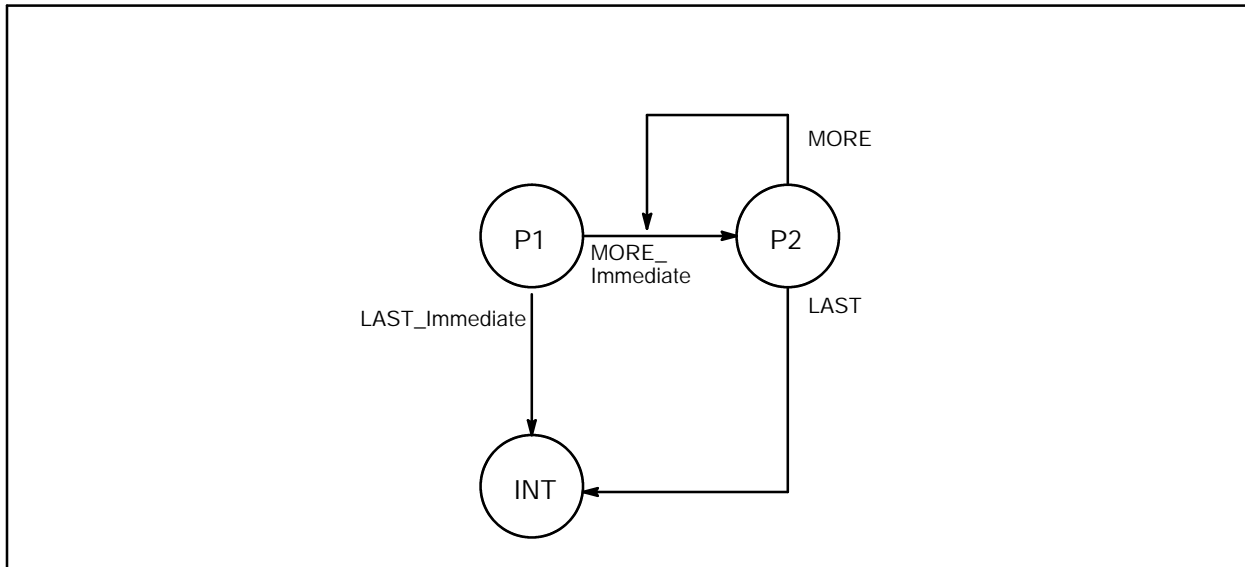 MORE
P1
P2
MORE_
Immediate
LAST
LAST_Immediate
INT